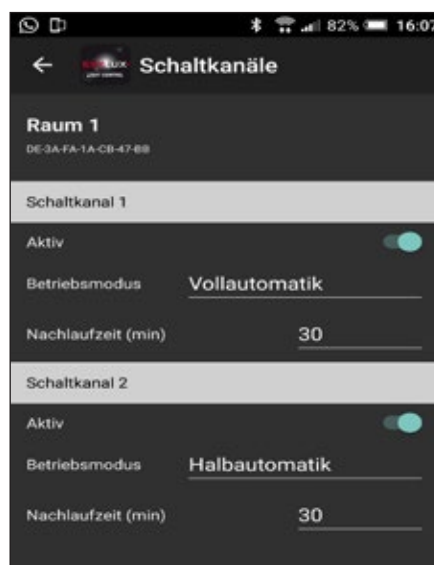 82% 16:07
Schaltkanäle
Raum 1
DE-3A-FA-1A-CB-47-BB
Schaltkanal 1
Aktiv
Betriebsmodus Vollautomatik
Nachlaufzeit (min) 30
Schaltkanal 2
Aktiv
Betriebsmodus Halbautomatik
Nachlaufzeit (min) 30